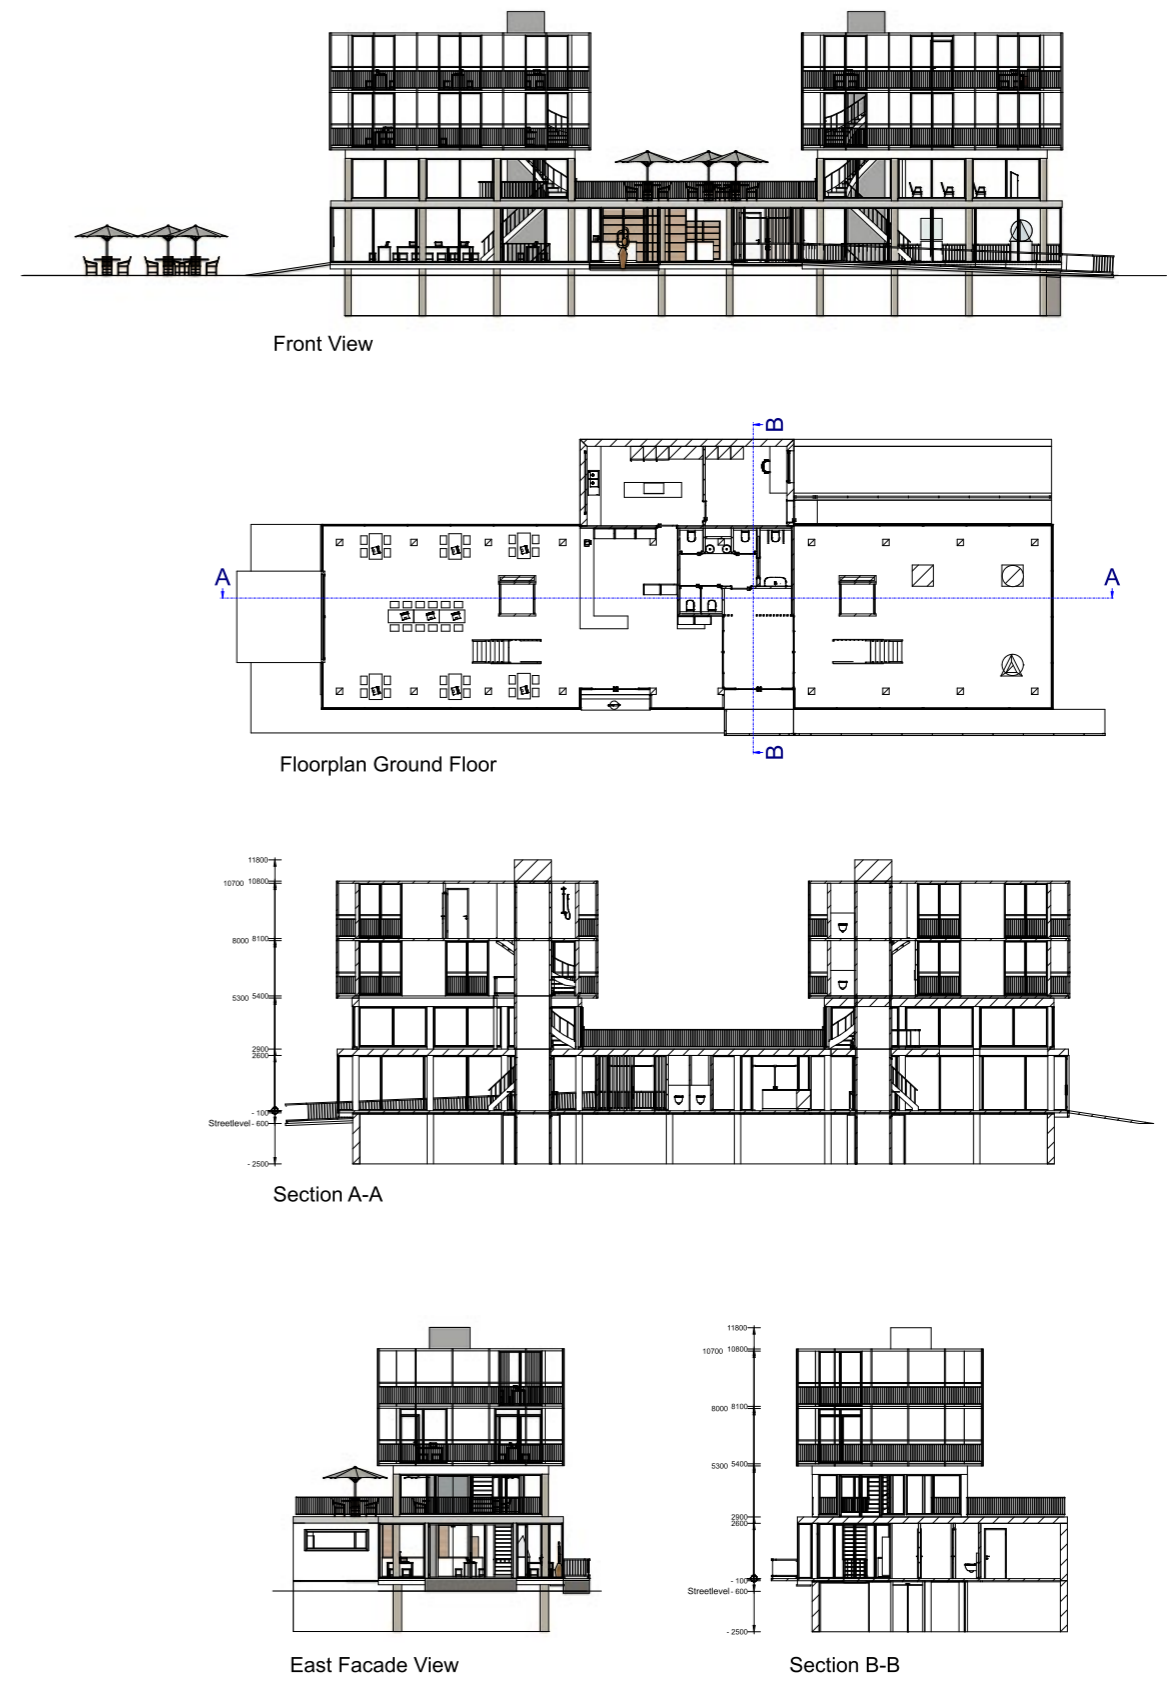 Front View
B
A
A
B
Floorplan Ground Floor
11800
10700 10800
8000 8100
5300 5400
2900
2600
- 100
Streetlevel - 600
- 2500
Section A-A
11800
10700 10800
8000 8100
5300 5400
2900
2600
- 100
Streetlevel - 600
- 2500
East Facade View
Section B-B